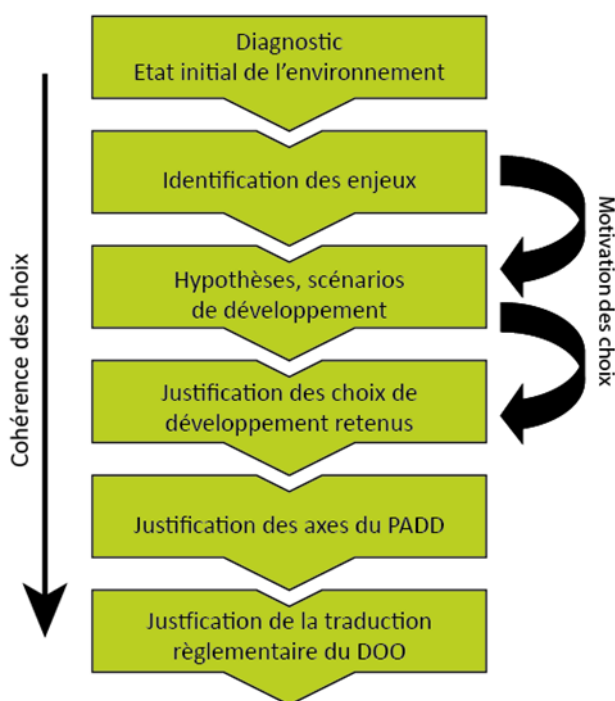 Diagnostic
Etat initial de l'environnement
Identification des enjeux
Hypothèses, scénarios
de développement
Justification des choix de
développement retenus
Justification des axes du PADD
Justfication de la traduction
règlementaire du DOO
Cohérence des choix
Motivation des choix